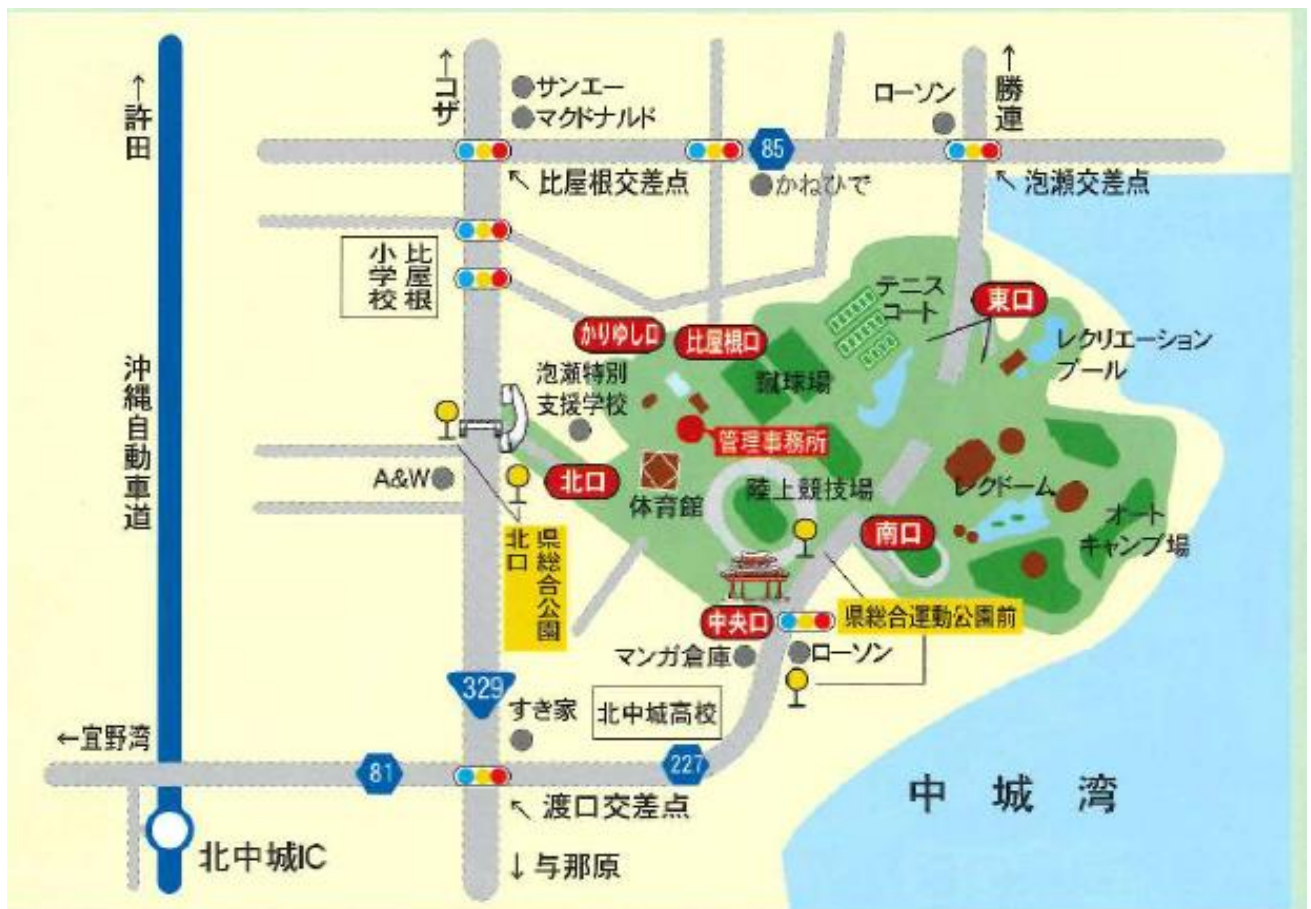 ↑許田
↑コザ
サンエー
マクドナルド
ローソン
↑勝連
85
↖比屋根交差点
かねひで
↖泡瀬交差点
比屋根
小学校
テニス
コート
東口
かりゆし口
比屋根口
レクリエーション
プール
泡瀬特別
支援学校
蹴球場
管理事務所
沖縄自動車道
A&W
北口
体育館
陸上競技場
レクドーム
オート
キャンプ場
南口
県総合公園
北口
中央口
県総合運動公園前
マンガ倉庫
ローソン
329
すき家
北中城高校
←宜野湾
81
227
↖渡口交差点
中城湾
北中城IC
↓与那原